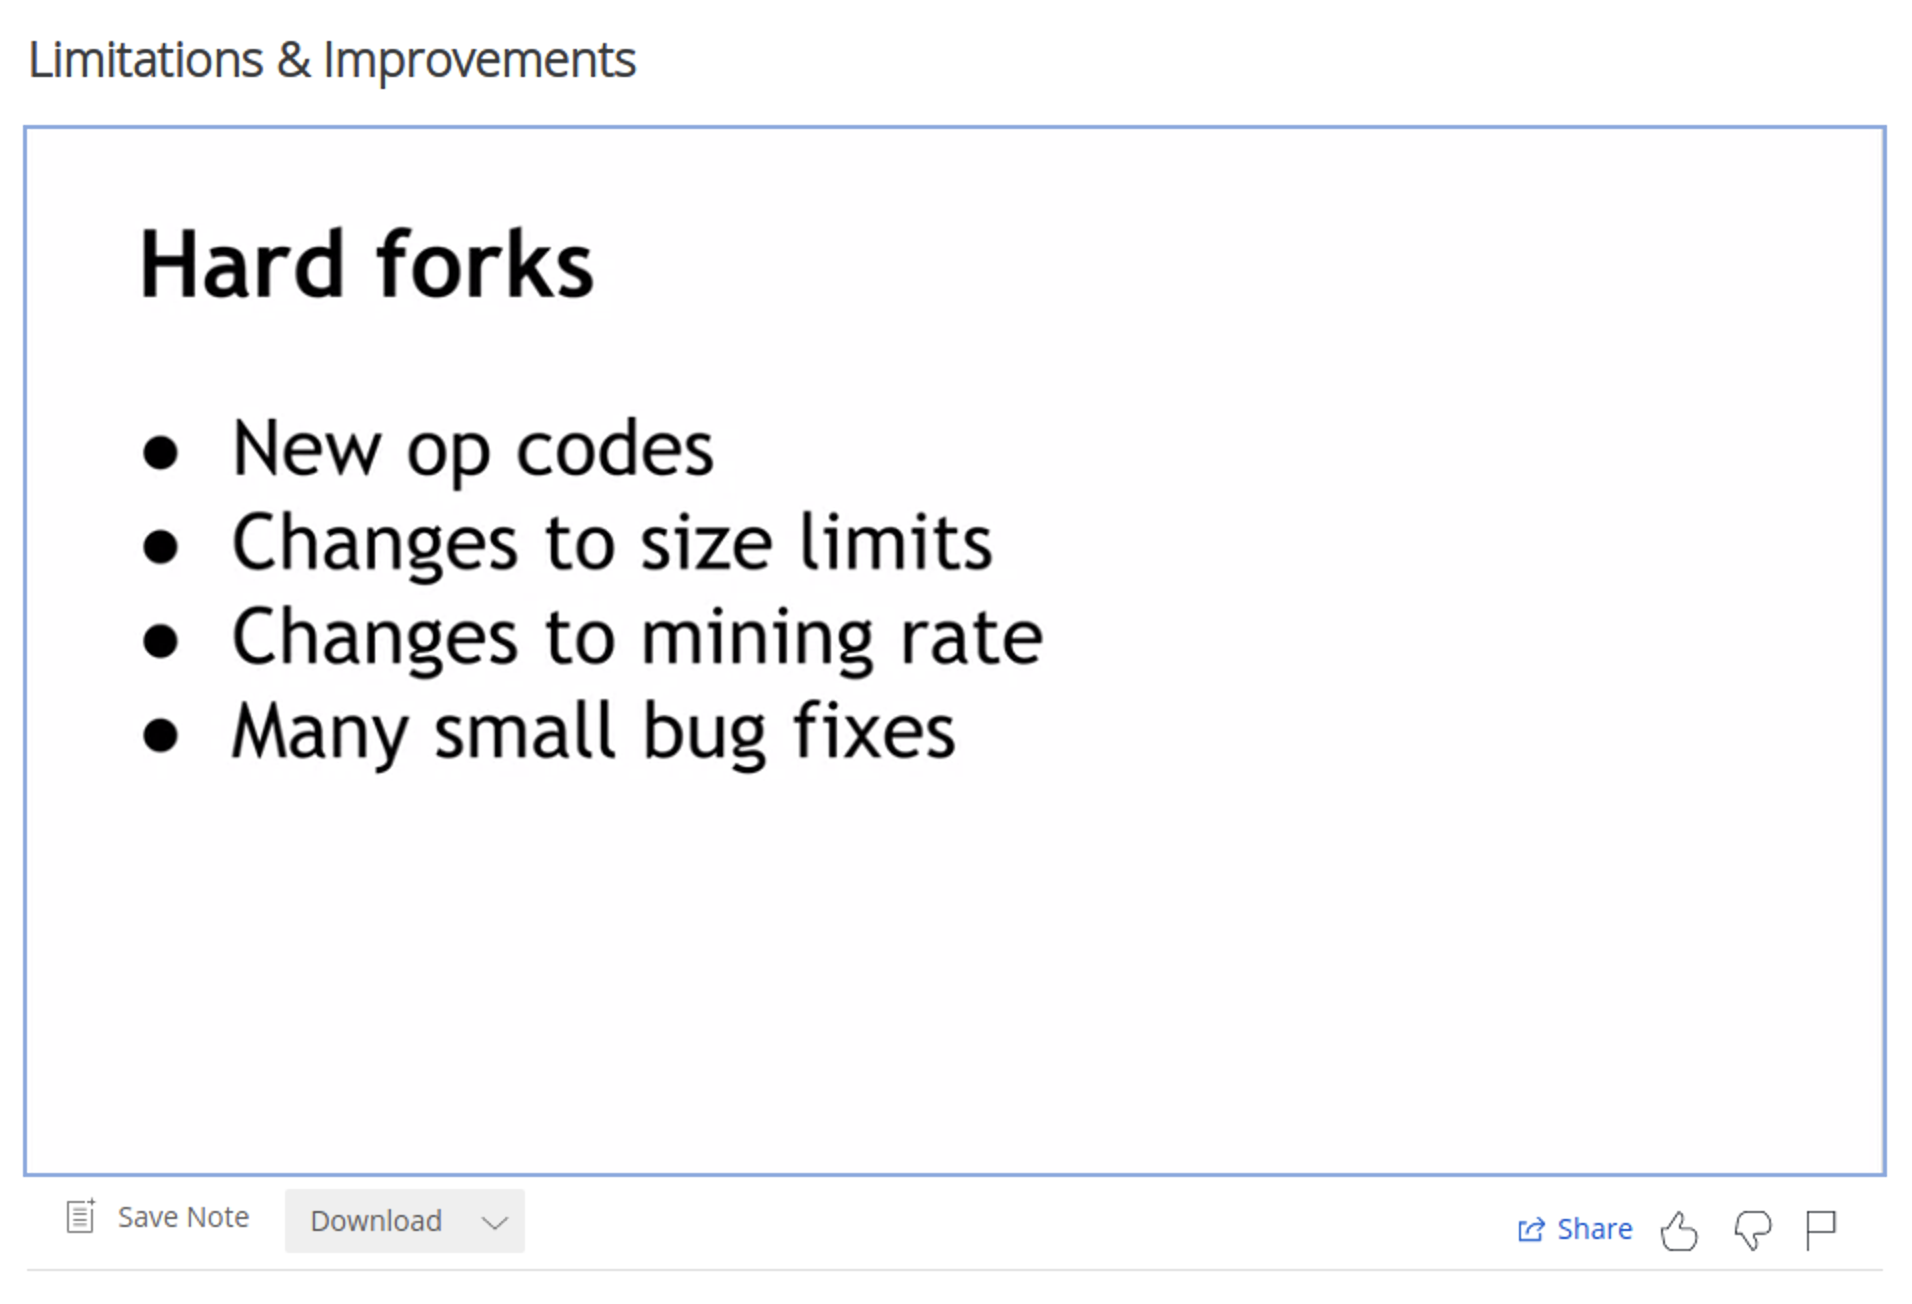 Limitations & Improvements
Hard forks
● New op codes
● Changes to size limits
● Changes to mining rate
● Many small bug fixes
Save Note
Download
Share